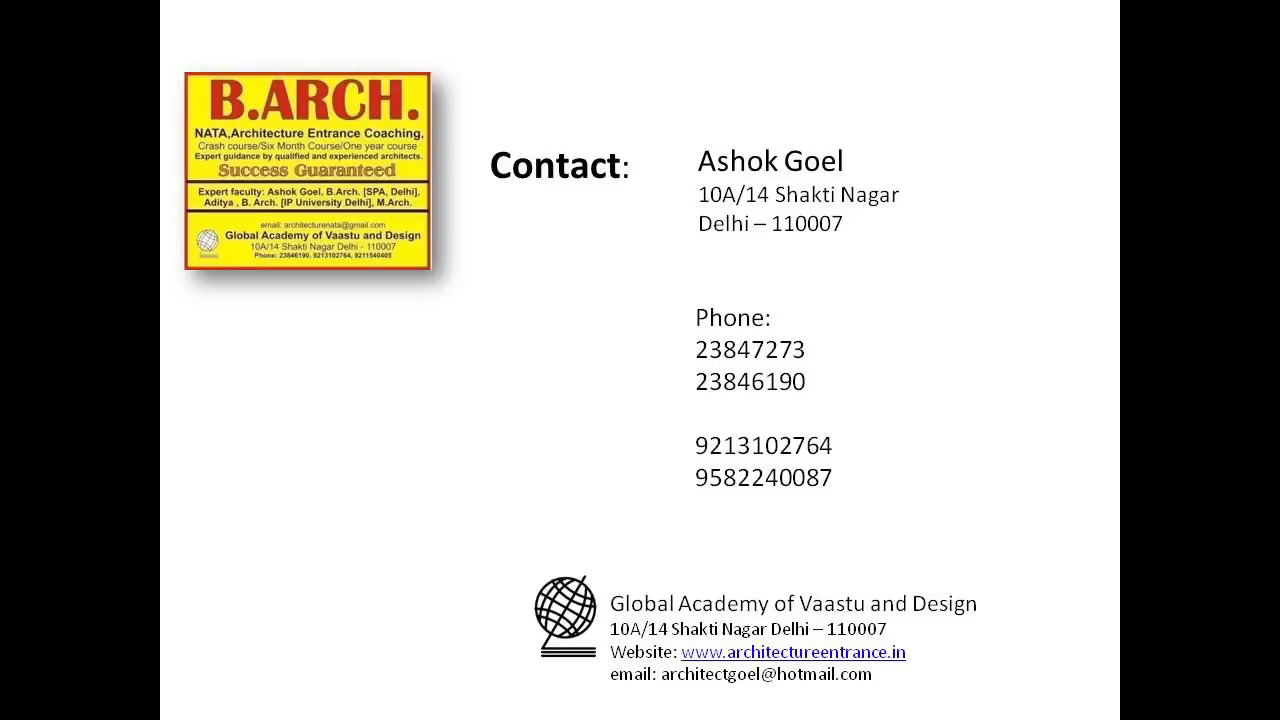 B.ARCH.
NATA,Architecture Entrance Coaching,
Crash course/Six Month Course/One year course
Expert guidance by qualified and experienced architects.
Success Guaranteed
Expert faculty: Ashok Goel, B.Arch. [SPA, Delhi],
Aditya , B. Arch. [IP University Delhi], M.Arch.
email: architecturenata@gmail.com
Global Academy of Vaastu and Design
10A/14 Shakti Nagar Delhi - 110007
Phone: 23846190, 9213102764, 9211540405
Contact:
Ashok Goel
10A/14 Shakti Nagar
Delhi – 110007
Phone:
23847273
23846190
9213102764
9582240087
Global Academy of Vaastu and Design
10A/14 Shakti Nagar Delhi – 110007
Website: www.architectureentrance.in
email: architectgoel@hotmail.com